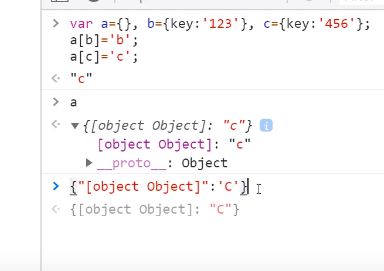 > var a={}, b={key:'123'}, c={key:'456'};
a[b]='b';
a[c]='c';
<· "c"
> a
<· ▼{[object Object]: "c"} i
[object Object]: "c"
▶__proto__: Object
> {"[object Object]":'C'}
<· {[object Object]: "C"}